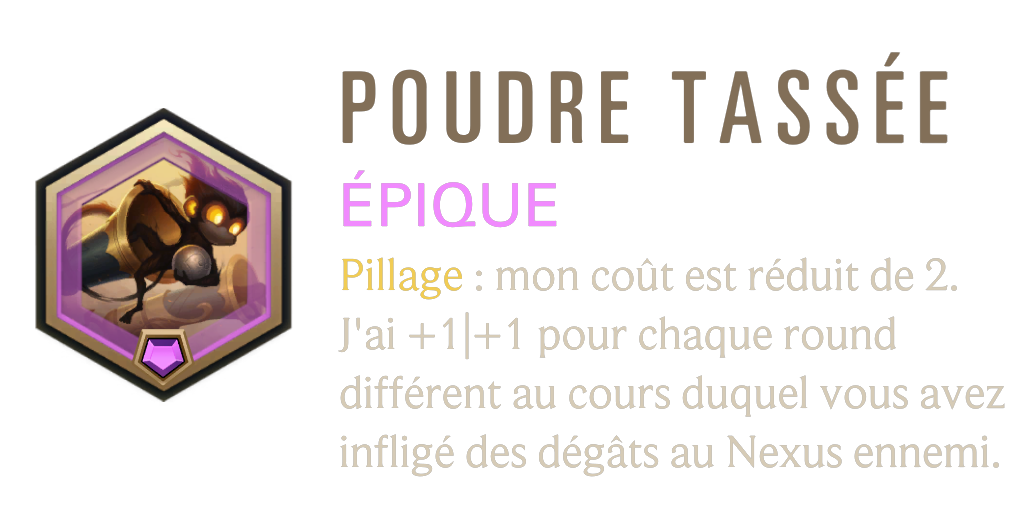 POUDRE TASSÉE
ÉPIQUE
Pillage : mon coût est réduit de 2.
J'ai +1|+1 pour chaque round
différent au cours duquel vous avez
infligé des dégâts au Nexus ennemi.